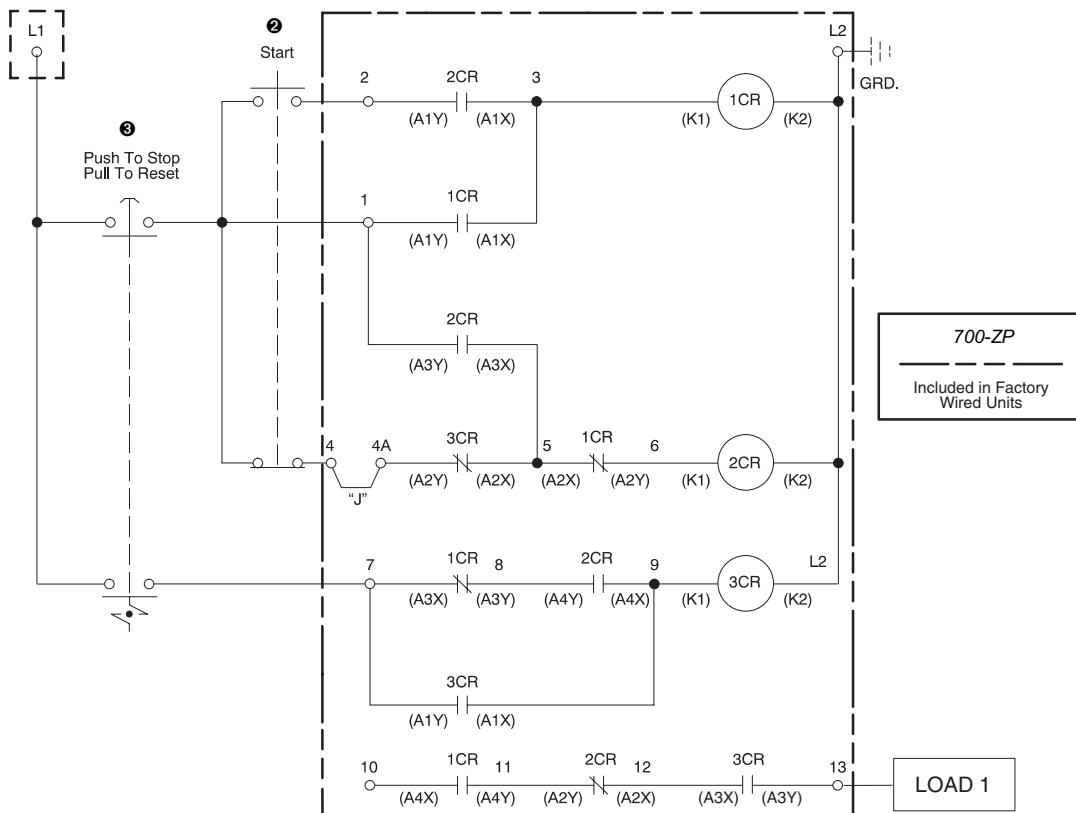 L1
❷
Start
L2
GRD.
2
2CR
3
(A1Y)
(A1X)
(K1)
1CR
(K2)
❸
Push To Stop
Pull To Reset
1
1CR
(A1Y)
(A1X)
2CR
(A3Y)
(A3X)
700-ZP
Included in Factory
Wired Units
4
4A
3CR
5
1CR
6
(A2Y)
(A2X)
(A2X)
(A2Y)
(K1)
2CR
(K2)
“J”
7
1CR
8
2CR
9
L2
(A3X)
(A3Y)
(A4Y)
(A4X)
(K1)
3CR
(K2)
3CR
(A1Y)
(A1X)
10
1CR
11
2CR
12
3CR
13
(A4X)
(A4Y)
(A2Y)
(A2X)
(A3X)
(A3Y)
LOAD 1